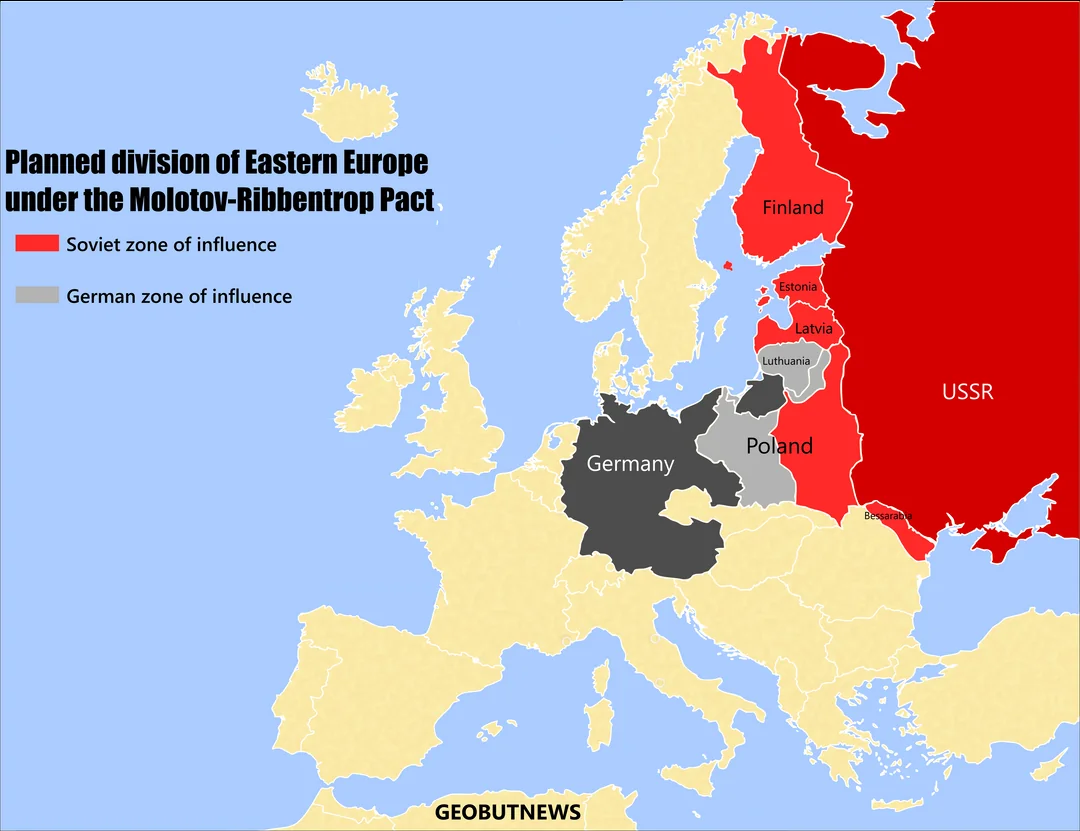 Planned division of Eastern Europe
under the Molotov-Ribbentrop Pact
Soviet zone of influence
German zone of influence
Finland
Estonia
Latvia
Luthuania
USSR
Poland
Germany
Bessarabia
GEOBUTNEWS